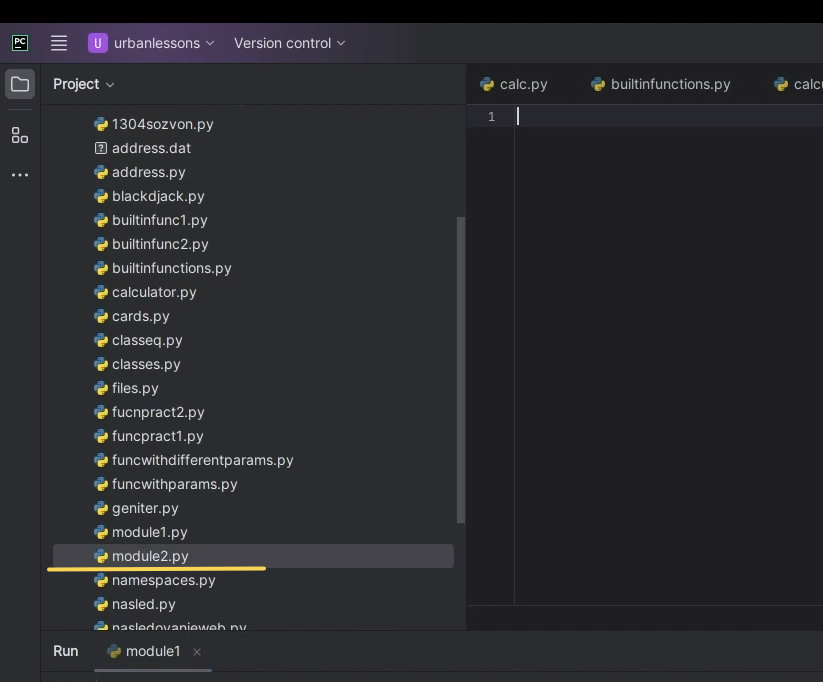 PC
U urbanlessons Version control
Project
calc.py builtinfunctions.py calcu
1
1304sozvon.py
? address.dat
address.py
blackdjack.py
builtinfunc1.py
builtinfunc2.py
builtinfunctions.py
calculator.py
cards.py
classeq.py
classes.py
files.py
fucnpract2.py
funcpract1.py
funcwithdifferentparams.py
funcwithparams.py
geniter.py
module1.py
module2.py
namespaces.py
nasled.py
nasledovanieweb.py
Run module1